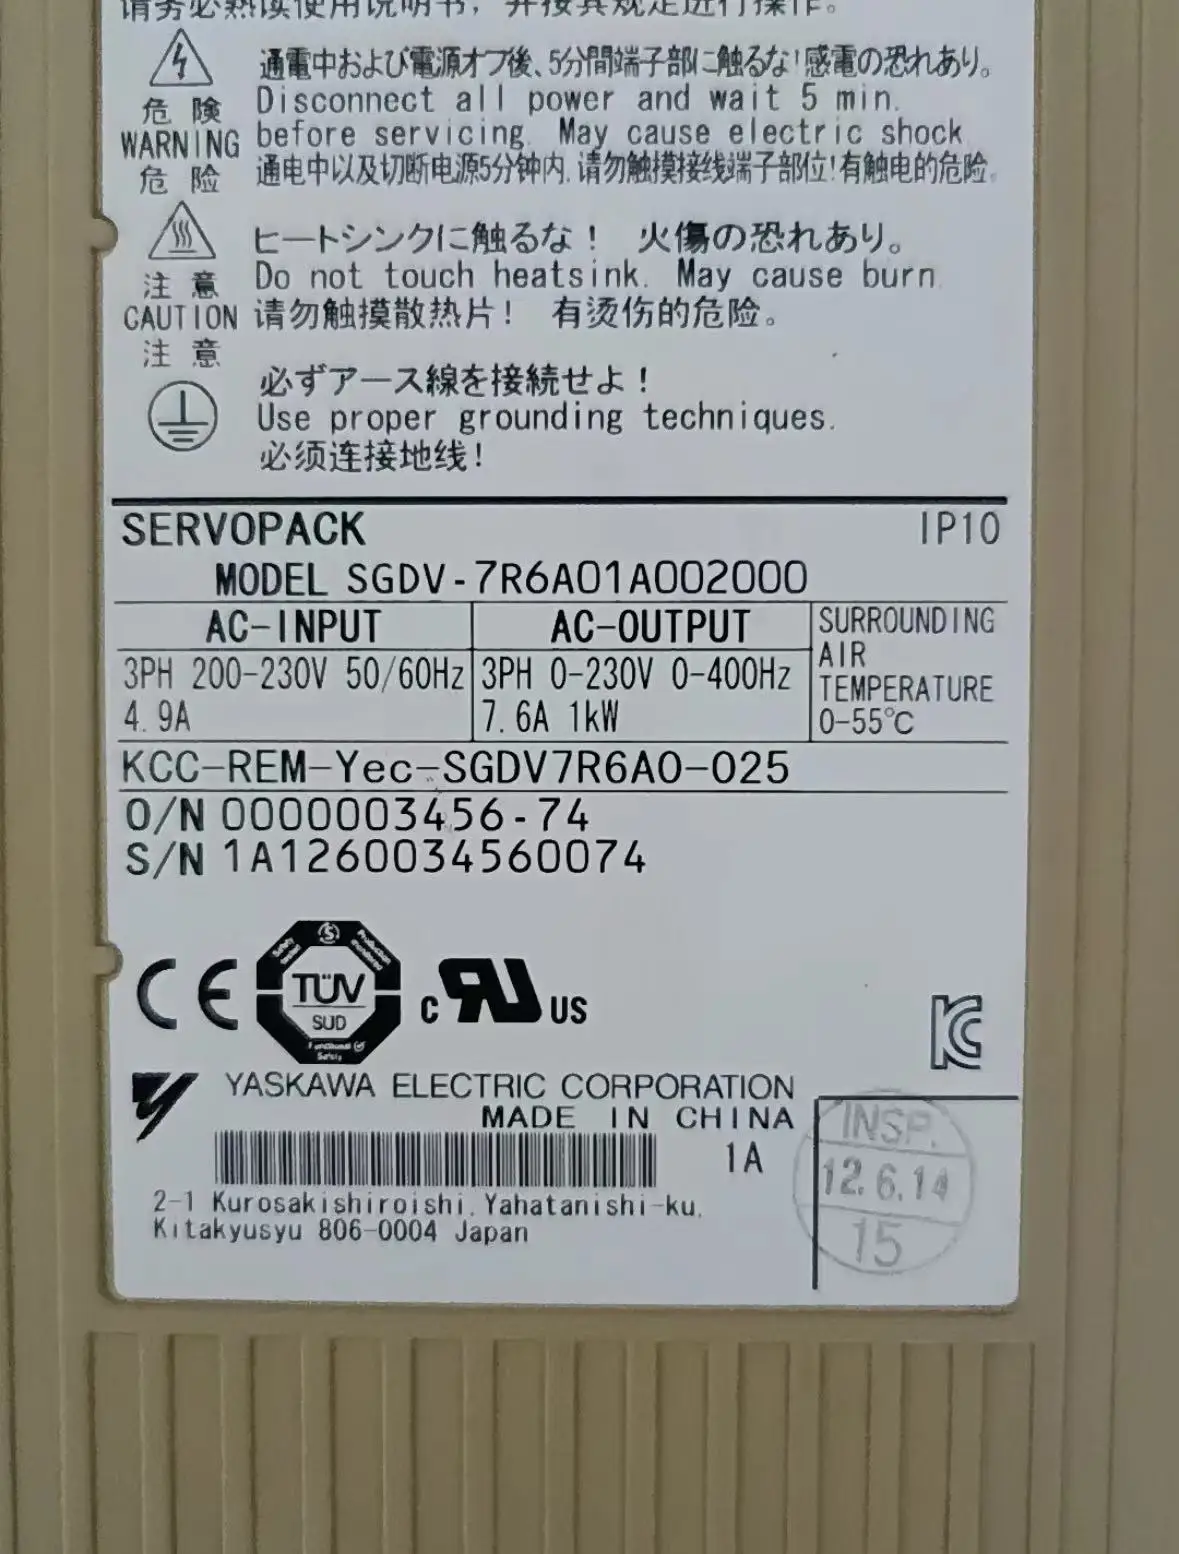 请务必熟读使用说明书，并按其规定进行操作。
通電中および電源オフ後、5分間端子部に触るな!感電の恐れあり。
危険
Disconnect all power and wait 5 min.
WARNING
before servicing. May cause electric shock.
危险
通电中以及切断电源5分钟内,请勿触摸接线端子部位!有触电的危险。
ヒートシンクに触るな! 火傷の恐れあり。
注意
Do not touch heatsink. May cause burn.
CAUTION
请勿触摸散热片! 有烫伤的危险。
注意
必ずアース線を接続せよ!
Use proper grounding techniques.
必须连接地线!
SERVOPACK IP10
MODEL SGDV-7R6A01A002000
AC-INPUT
3PH 200-230V 50/60Hz
4.9A
AC-OUTPUT
3PH 0-230V 0-400Hz
7.6A 1kW
SURROUNDING
AIR
TEMPERATURE
0-55℃
KCC-REM-Yec-SGDV7R6A0-025
O/N 0000003456-74
S/N 1A1260034560074
CE
TÜV
SÜD
Functional
Safety
c RU US
KC
YASKAWA ELECTRIC CORPORATION
MADE IN CHINA
1A
2-1 Kurosakishiroishi, Yahatanishi-ku,
Kitakyusyu 806-0004 Japan
INSP.
12.6.14
15